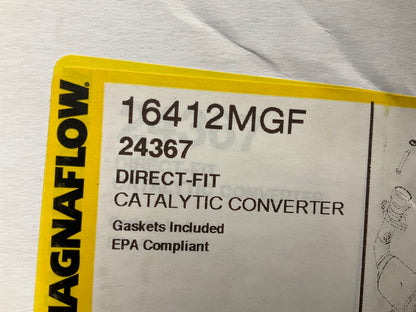 MAGNAFLOW®
16412MGF
24367
DIRECT-FIT
CATALYTIC CONVERTER
Gaskets Included
EPA Compliant